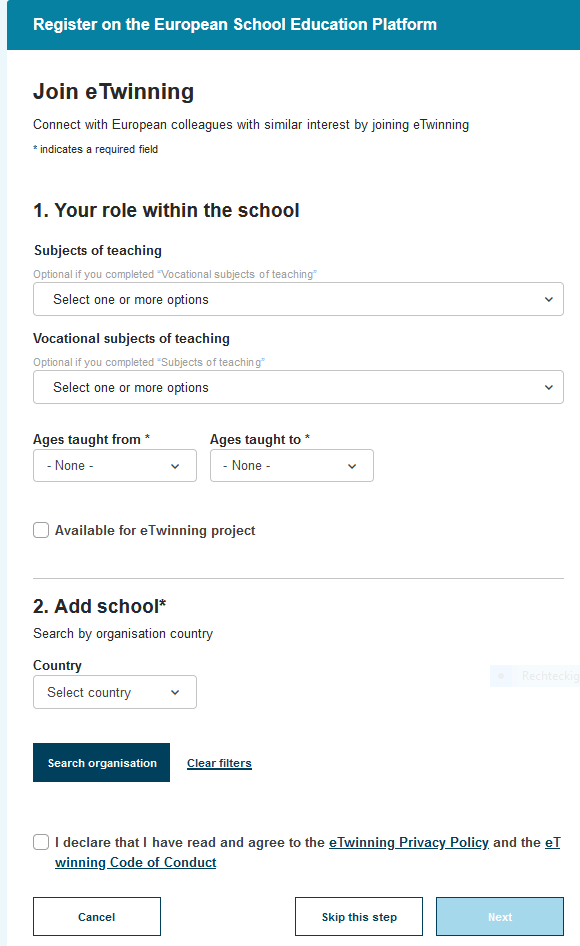 Register on the European School Education Platform
Join eTwinning
Connect with European colleagues with similar interest by joining eTwinning
* indicates a required field
1. Your role within the school
Subjects of teaching
Optional if you completed "Vocational subjects of teaching"
Select one or more options
Vocational subjects of teaching
Optional if you completed "Subjects of teaching"
Select one or more options
Ages taught from * Ages taught to *
- None - - None -
Available for eTwinning project
2. Add school*
Search by organisation country
Country
Rechteckig
Select country
Search organisation Clear filters
I declare that I have read and agree to the eTwinning Privacy Policy and the eT
winning Code of Conduct
Cancel Skip this step Next